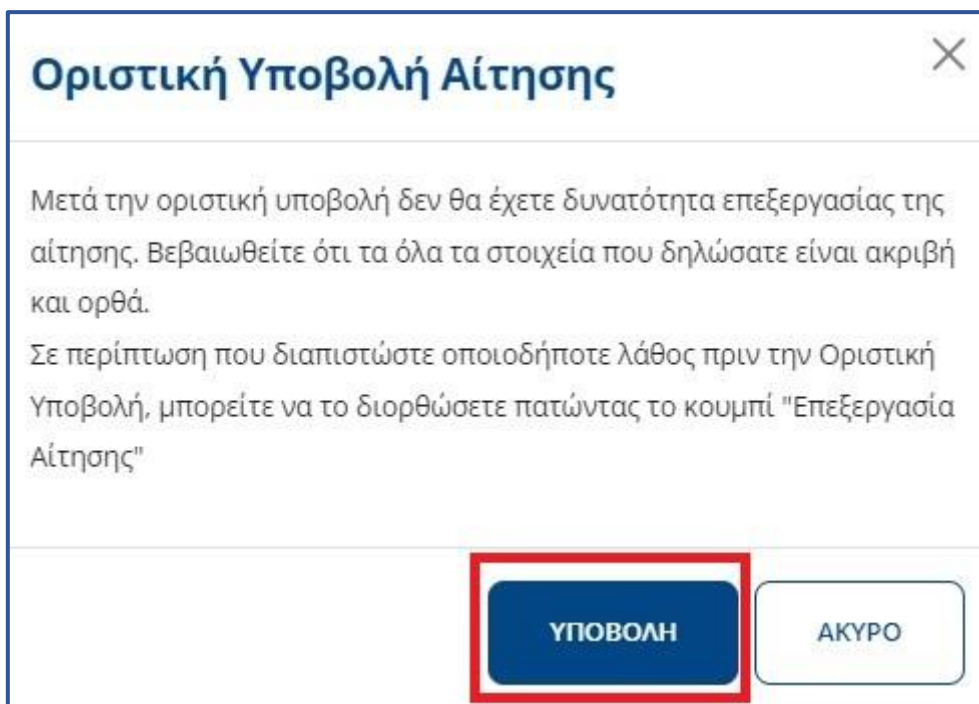 Οριστική Υποβολή Αίτησης
Μετά την οριστική υποβολή δεν θα έχετε δυνατότητα επεξεργασίας της
αίτησης. Βεβαιωθείτε ότι τα όλα τα στοιχεία που δηλώσατε είναι ακριβή
και ορθά.
Σε περίπτωση που διαπιστώστε οποιοδήποτε λάθος πριν την Οριστική
Υποβολή, μπορείτε να το διορθώσετε πατώντας το κουμπί "Επεξεργασία
Αίτησης"
ΥΠΟΒΟΛΗ ΑΚΥΡΟ